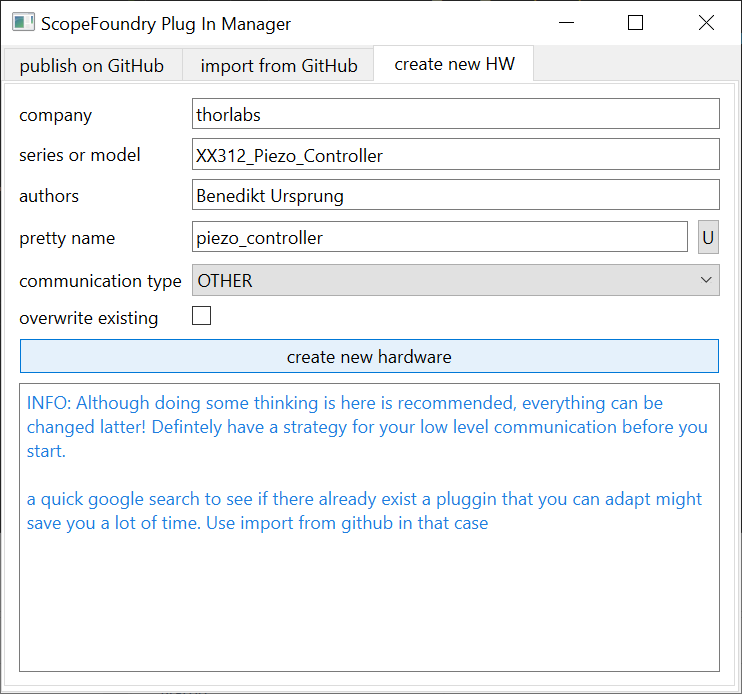 ScopeFoundry Plug In Manager
publish on GitHub
import from GitHub
create new HW
company
thorlabs
series or model
XX312_Piezo_Controller
authors
Benedikt Ursprung
pretty name
piezo_controller
U
communication type
OTHER
overwrite existing
create new hardware
INFO: Although doing some thinking is here is recommended, everything can be
changed latter! Defintely have a strategy for your low level communication before you
start.
a quick google search to see if there already exist a pluggin that you can adapt might
save you a lot of time. Use import from github in that case